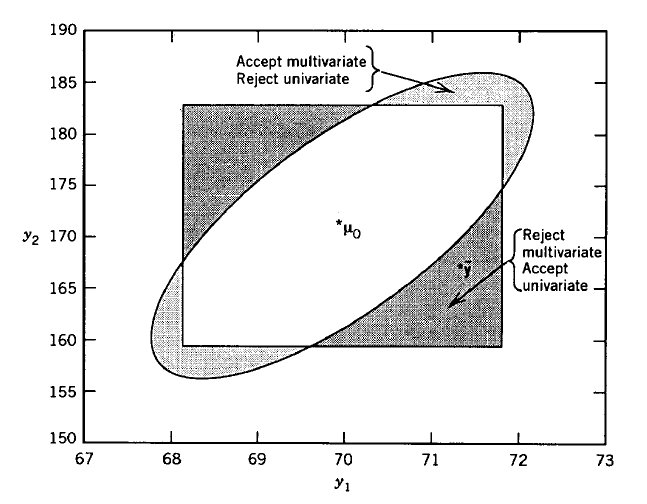 190
185
180
175
170
165
160
155
150
y₂
Accept multivariate
Reject univariate
*μ₀
*ȳ
Reject
multivariate
Accept
univariate
67 68 69 70 71 72 73
y₁